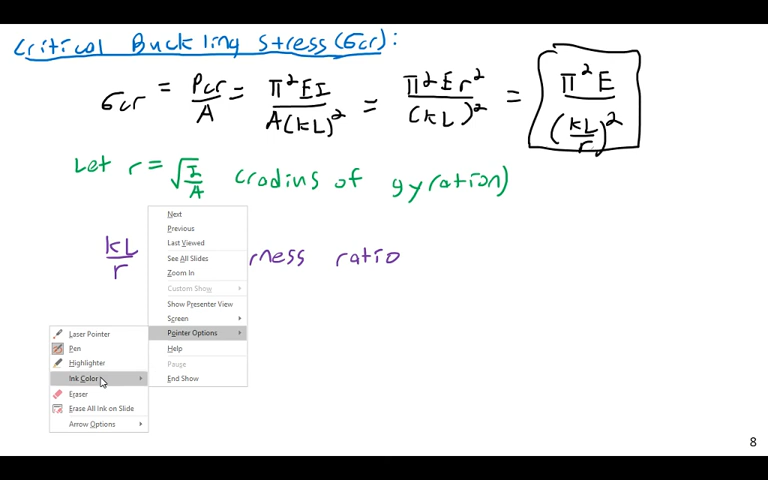 Critical Buckling Stress (σcr):
σcr = Pcr/A = π²EI/A(kL)² = π²Er²/(kL)² = π²E/(kL/r)²
Let r = √I/A (radius of gyration)
kL/r rness ratio
Next
Previous
Last Viewed
See All Slides
Zoom In
Custom Show
Show Presenter View
Screen
Pointer Options
Help
Pause
End Show
Laser Pointer
Pen
Highlighter
Ink Color
Eraser
Erase All Ink on Slide
Arrow Options
8